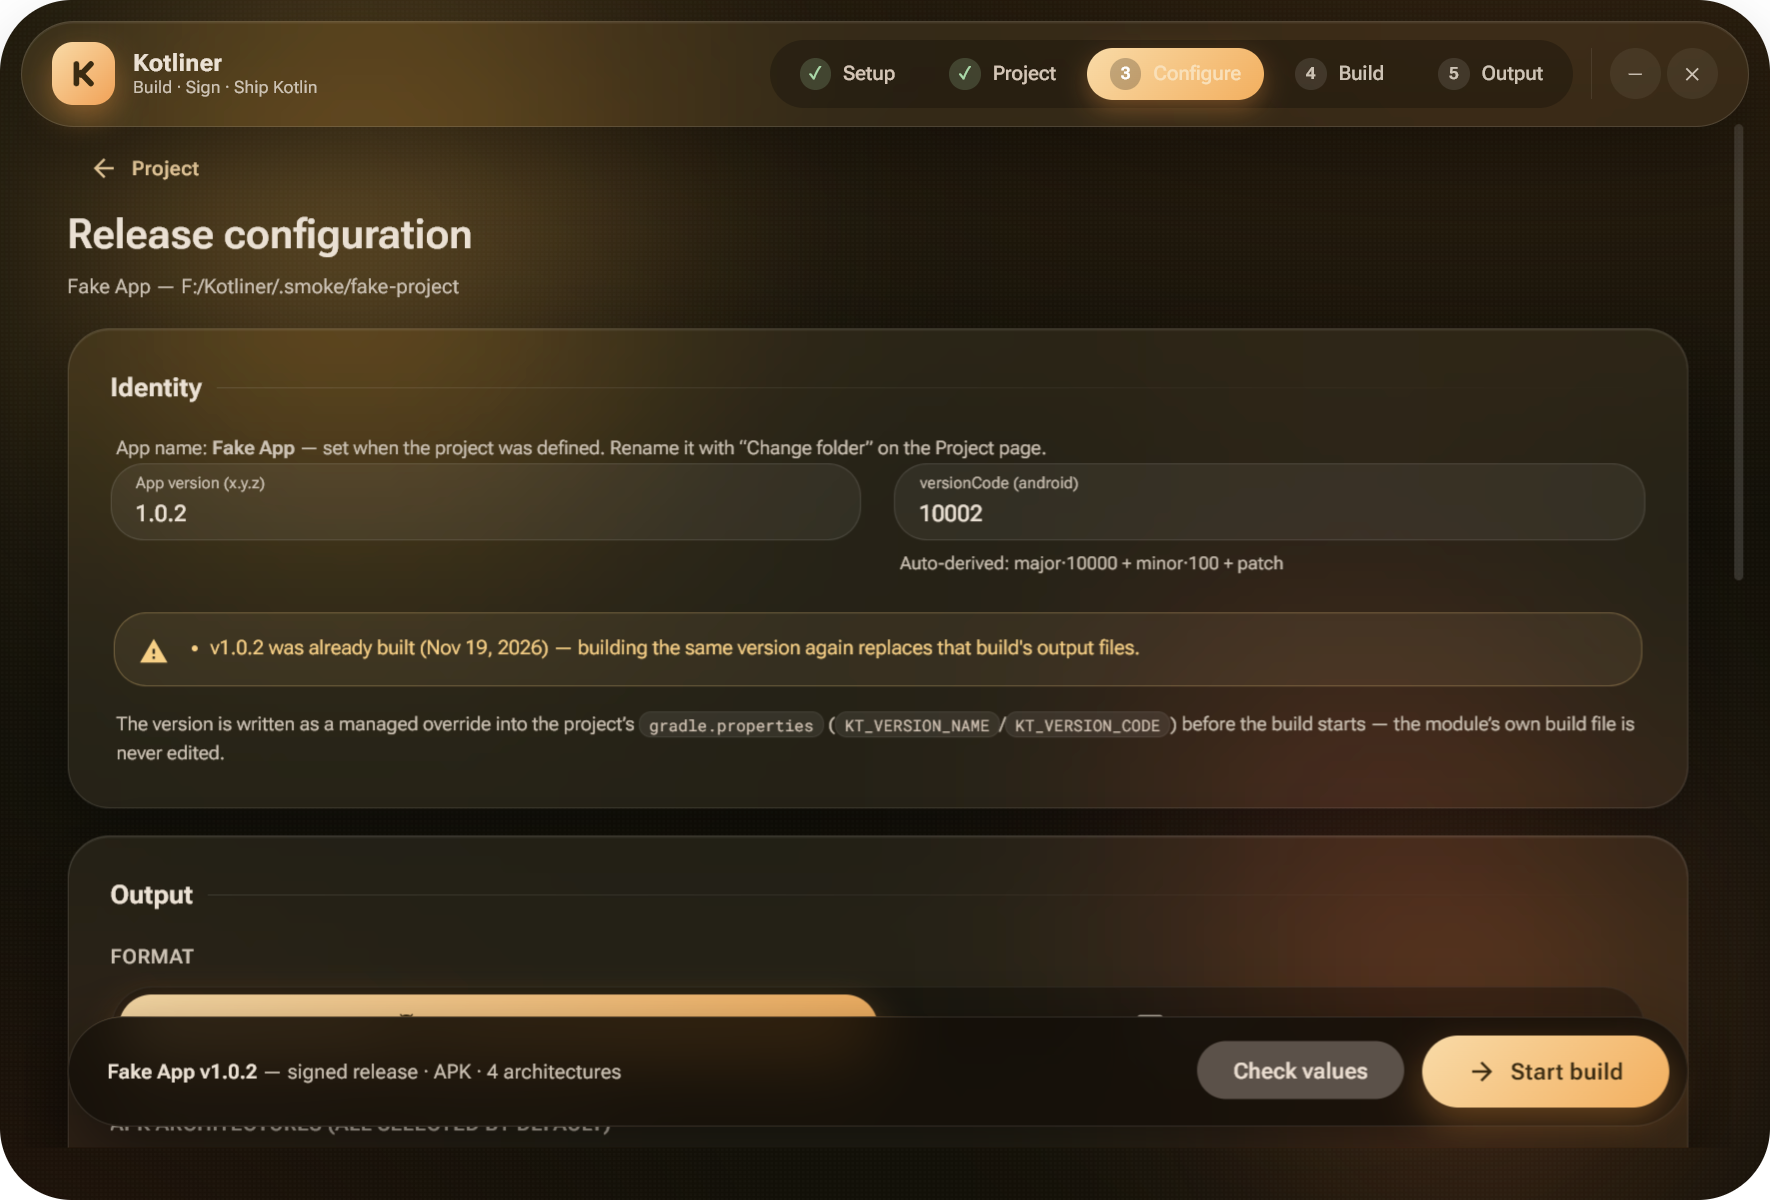 K
Kotliner
Build · Sign · Ship Kotlin
✓ Setup
✓ Project
3 Configure
4 Build
5 Output
← Project
Release configuration
Fake App — F:/Kotliner/.smoke/fake-project
Identity
App name: Fake App — set when the project was defined. Rename it with “Change folder” on the Project page.
App version (x.y.z)
1.0.2
versionCode (android)
10002
Auto-derived: major·10000 + minor·100 + patch
• v1.0.2 was already built (Nov 19, 2026) — building the same version again replaces that build's output files.
The version is written as a managed override into the project’s gradle.properties (KT_VERSION_NAME/KT_VERSION_CODE) before the build starts — the module’s own build file is
never edited.
Output
FORMAT
Fake App v1.0.2 — signed release · APK · 4 architectures
Check values
→ Start build
APK ARCHITECTURES (ALL SELECTED BY DEFAULT)